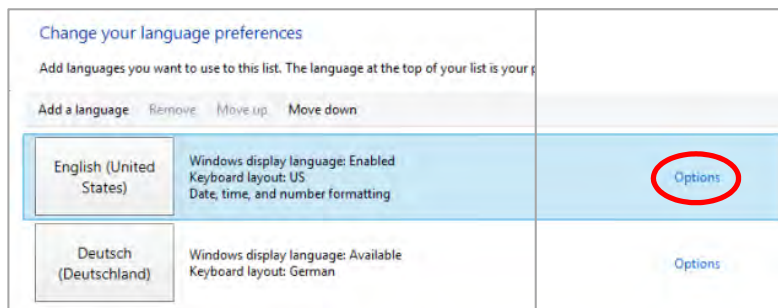 Change your language preferences
Add languages you want to use to this list. The language at the top of your list is your
Add a language Remove Move up Move down
English (United
States)
Windows display language: Enabled
Keyboard layout: US
Date, time, and number formatting
Options
Deutsch
(Deutschland)
Windows display language: Available
Keyboard layout: German
Options